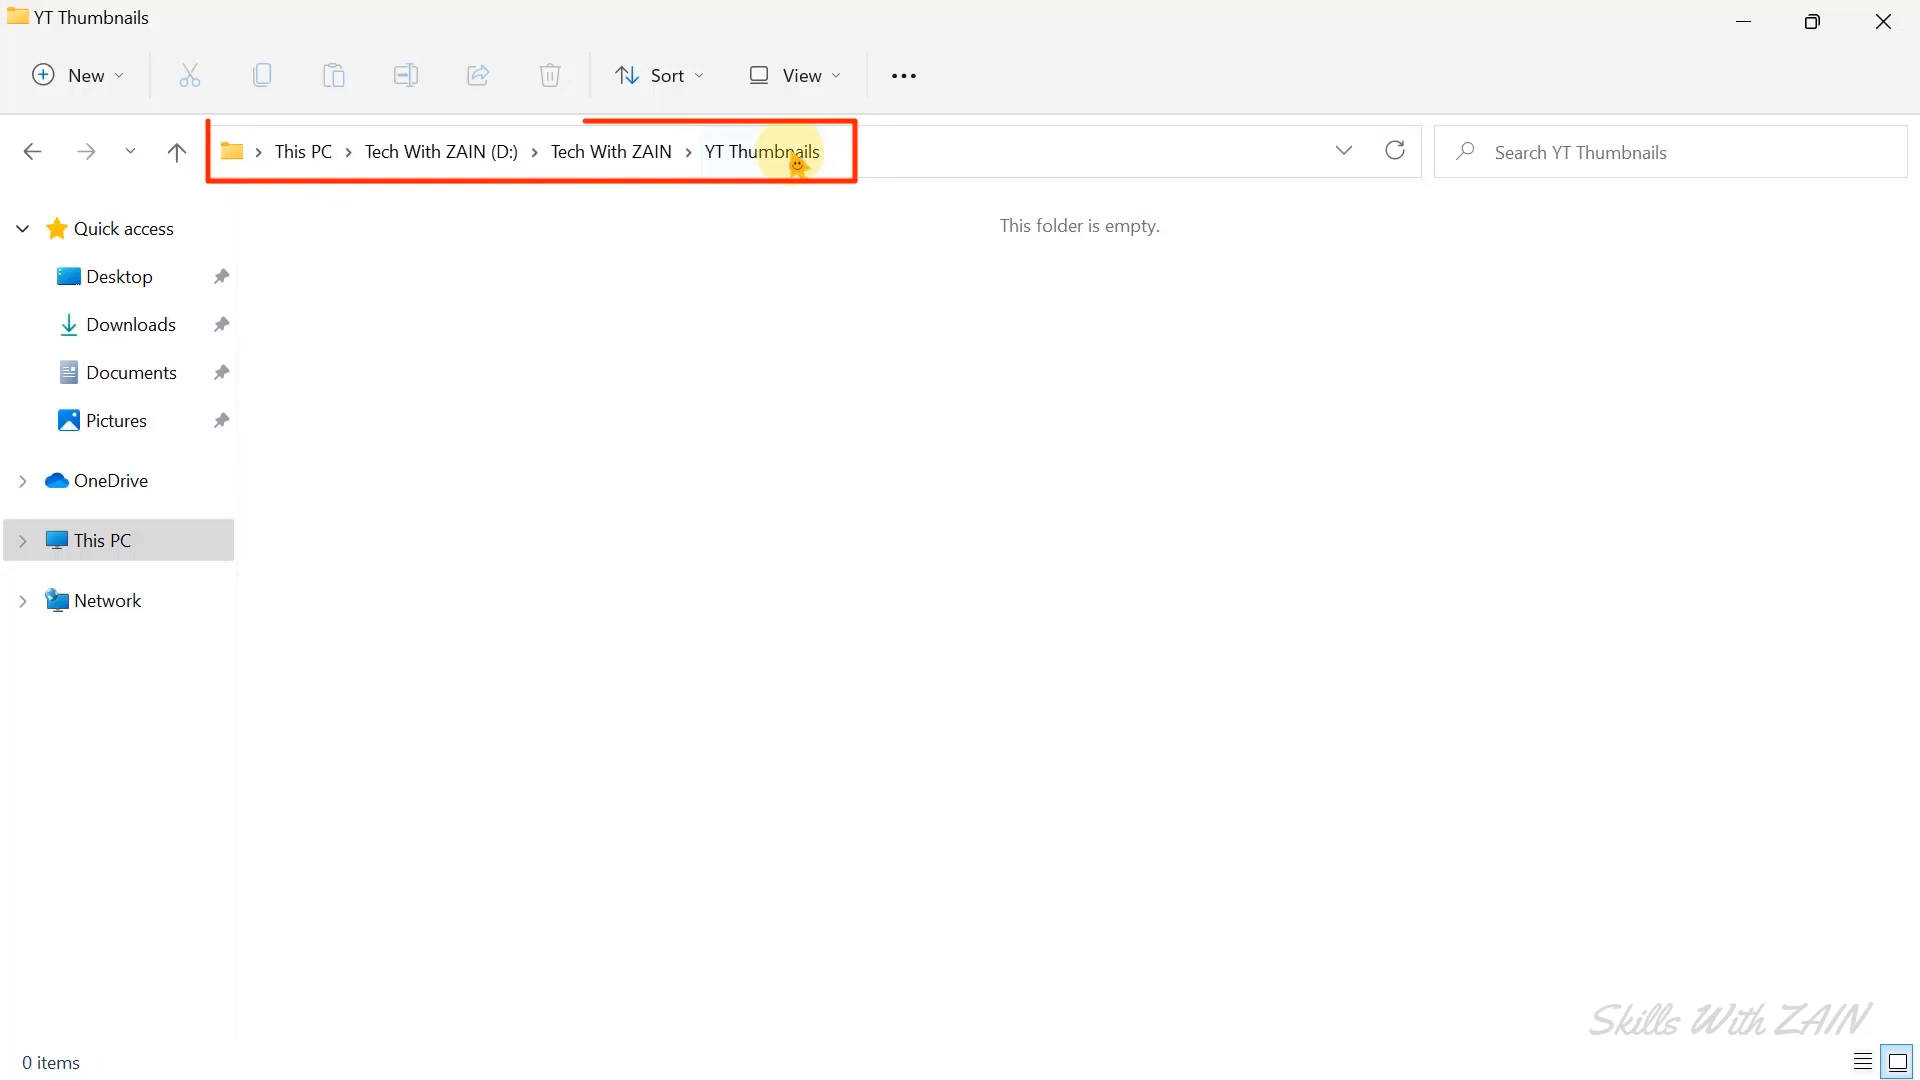 YT Thumbnails
New
Sort
View
This PC
Tech With ZAIN (D:)
Tech With ZAIN
YT Thumbnails
Search YT Thumbnails
This folder is empty.
Quick access
Desktop
Downloads
Documents
Pictures
OneDrive
This PC
Network
Skills With ZAIN
0 items